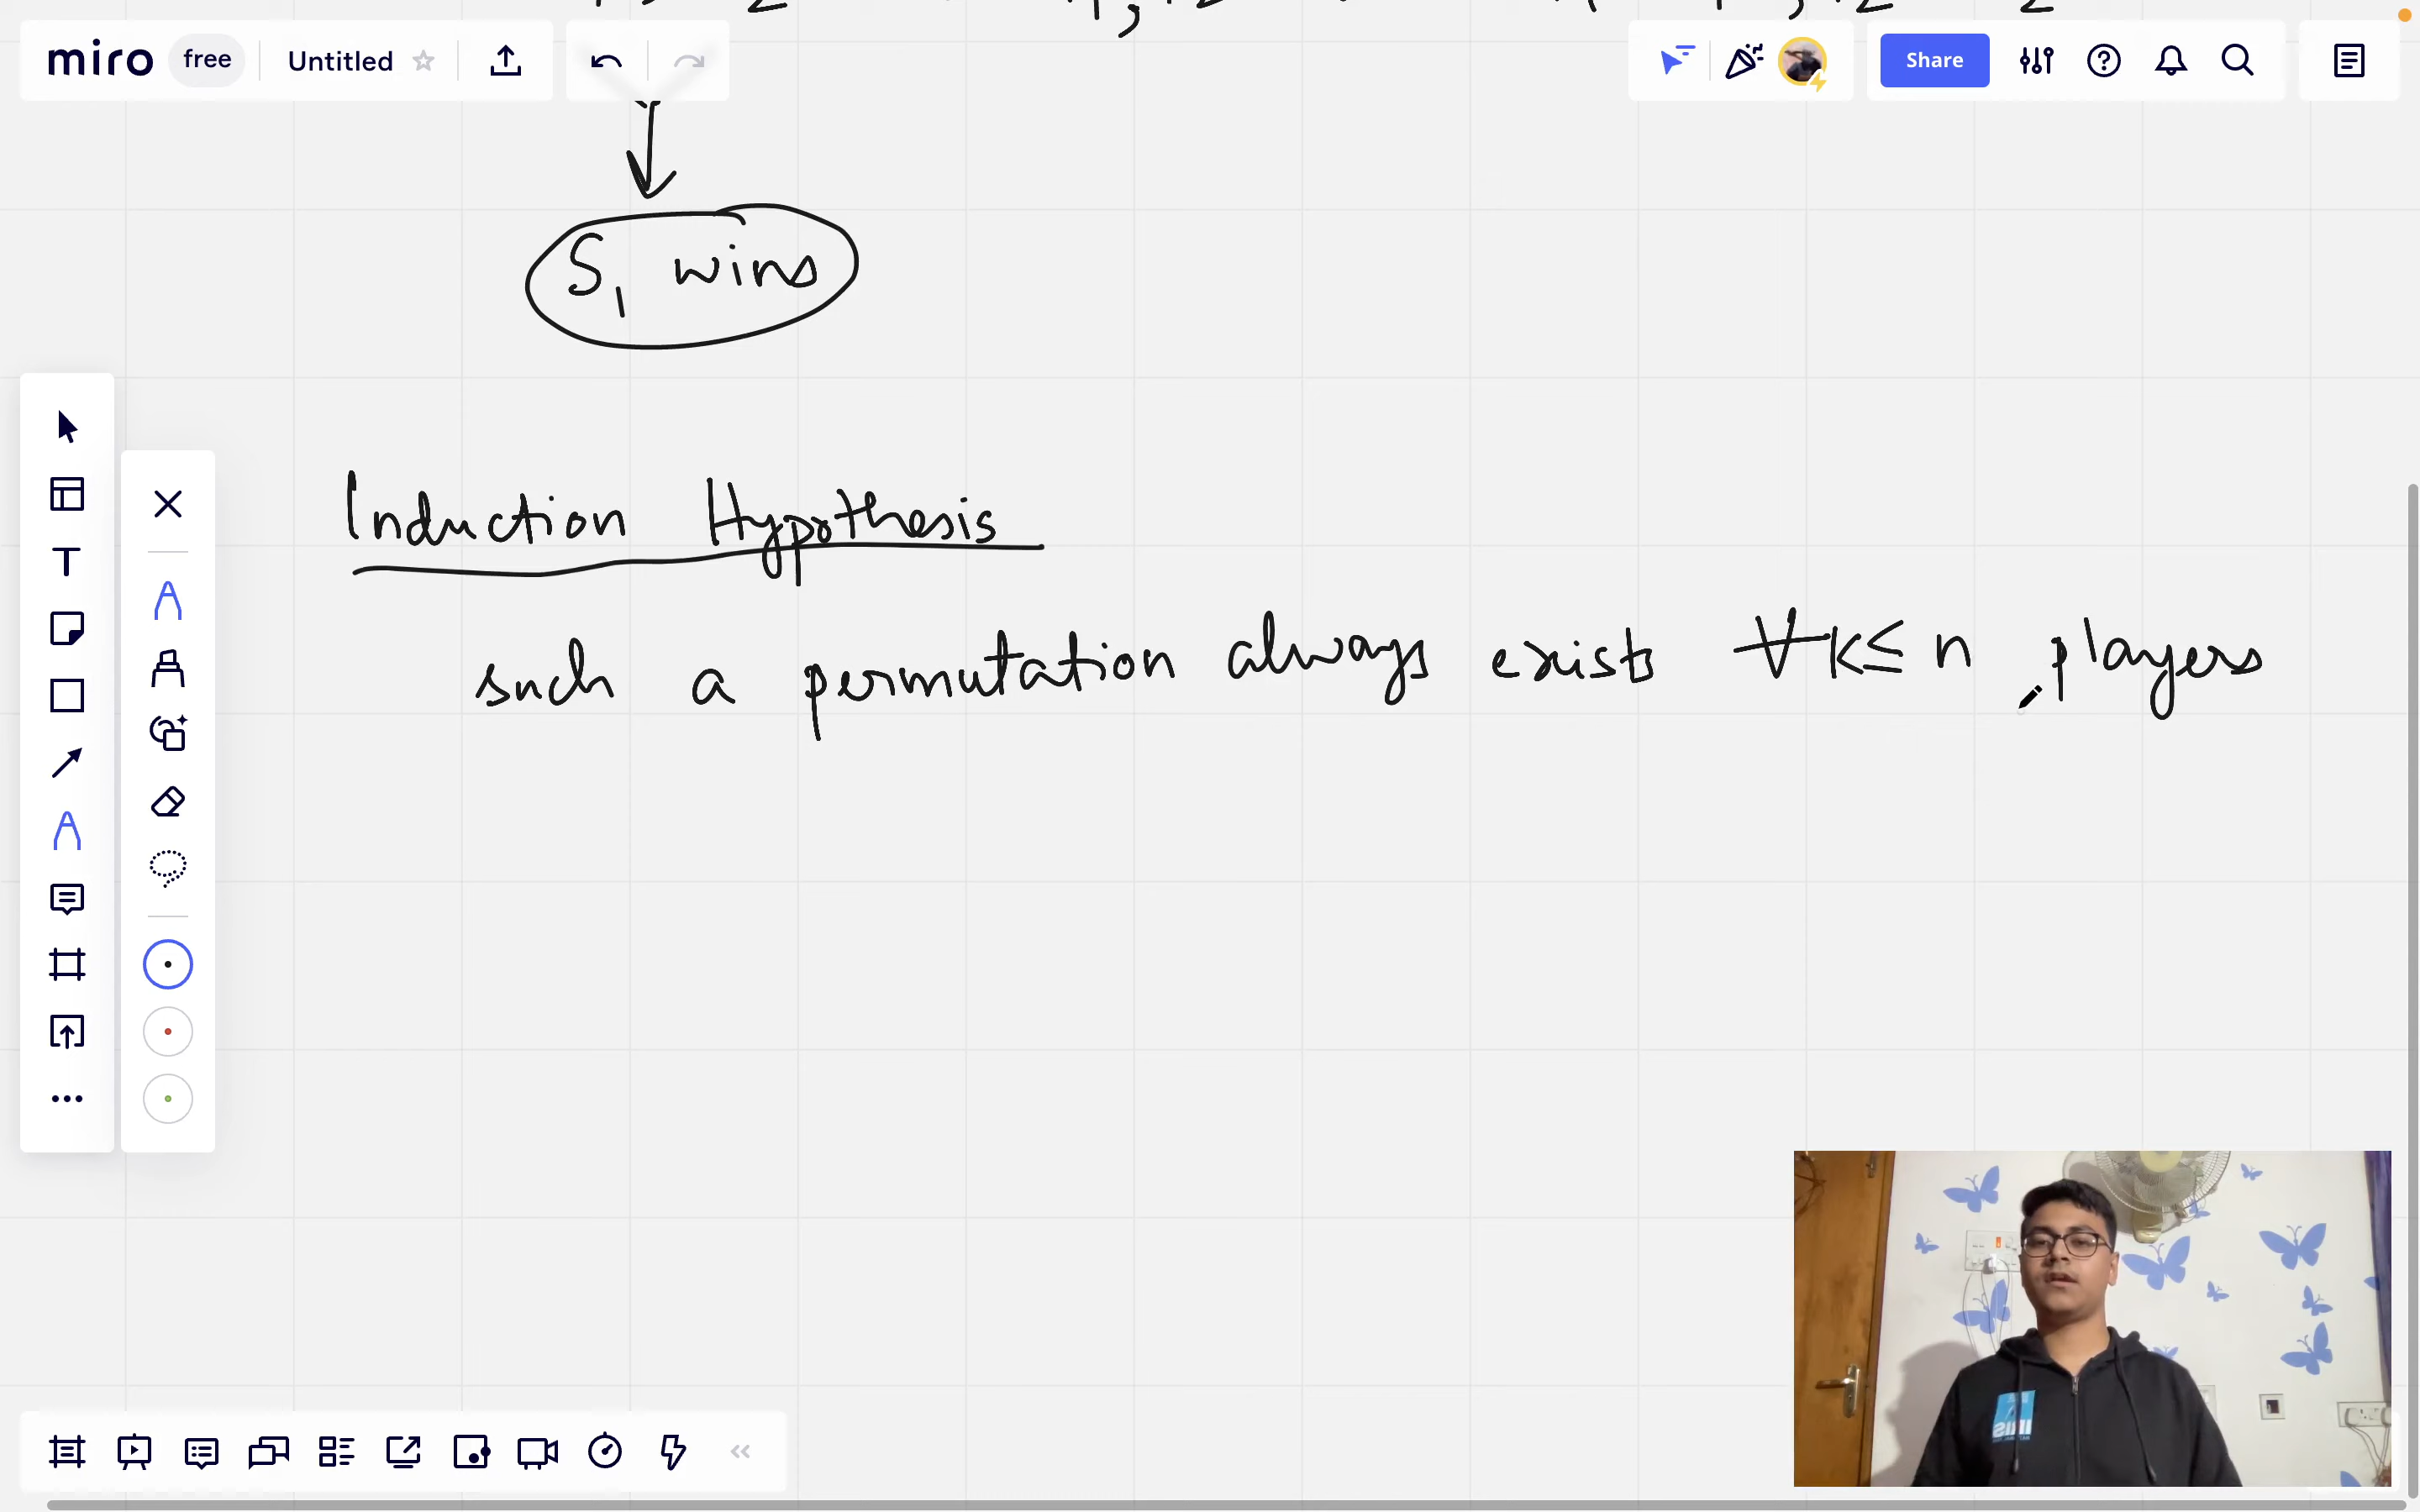 miro free Untitled Share
S₁ wins
Induction Hypothesis
such a permutation always exists ∀k≤ n players